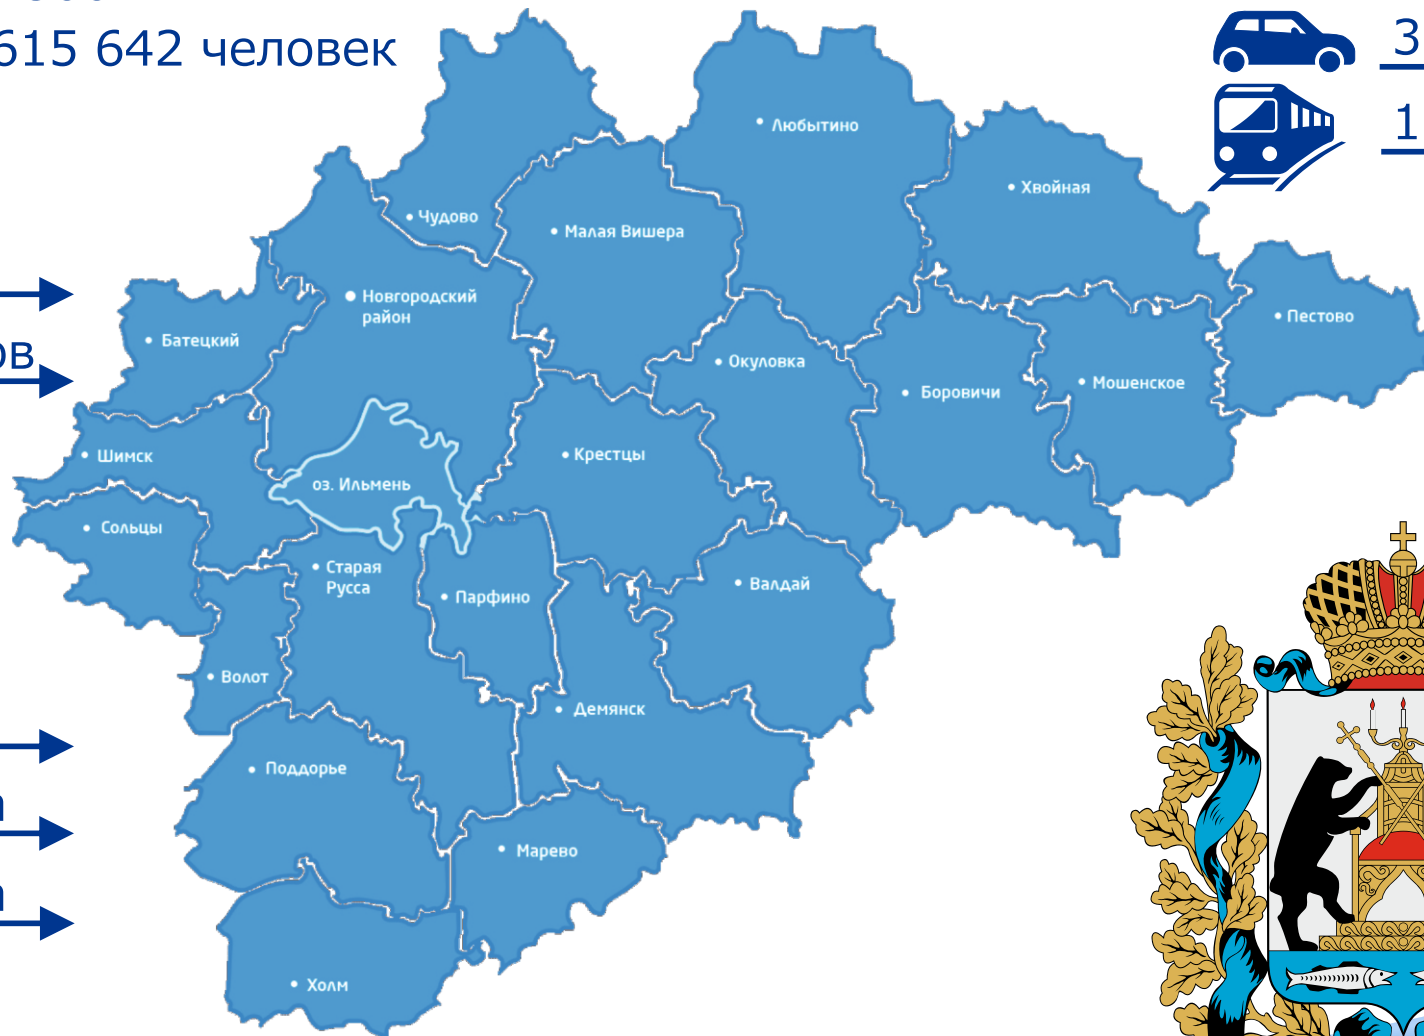 615 642 человек
3
1
Любытино
Хвойная
Чудово
Малая Вишера
Новгородский
район
Пестово
Батецкий
ов
Окуловка
Мошенское
Боровичи
Шимск
Крестцы
оз. Ильмень
Сольцы
Старая
Русса
Валдай
Парфино
Волот
Демянск
Поддорье
Марево
Холм